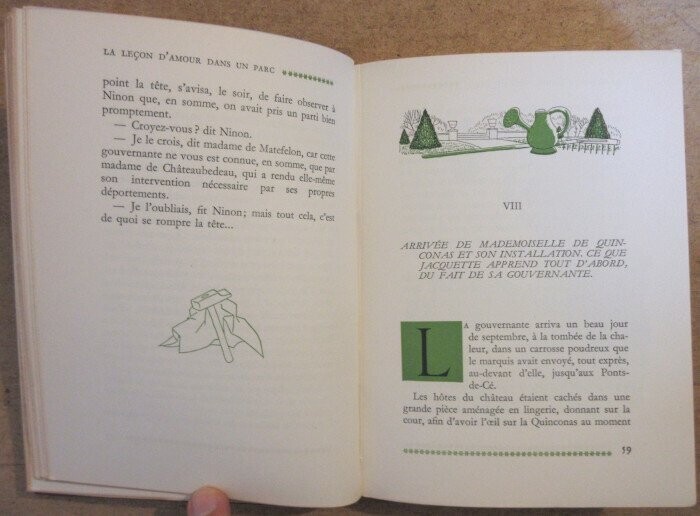 LA LEÇON D'AMOUR DANS UN PARC
point la tête, s'avisa, le soir, de faire observer à
Ninon que, en somme, on avait pris un parti bien
promptement.
— Croyez-vous ? dit Ninon.
— Je le crois, dit madame de Matefelon, car cette
gouvernante ne vous est connue, en somme, que par
madame de Châteaubedeau, qui a rendu elle-même
son intervention nécessaire par ses propres
déportements.
— Je l'oubliais, fit Ninon ; mais tout cela, c'est
de quoi se rompre la tête...
VIII
ARRIVÉE DE MADEMOISELLE DE QUIN-
CONAS ET SON INSTALLATION. CE QUE
JACQUETTE APPREND TOUT D'ABORD,
DU FAIT DE SA GOUVERNANTE.
LA gouvernante arriva un beau jour
de septembre, à la tombée de la cha-
leur, dans un carrosse poudreux que
le marquis avait envoyé, tout exprès,
au-devant d'elle, jusqu'aux Ponts-
de-Cé.
Les hôtes du château étaient cachés dans une
grande pièce aménagée en lingerie, donnant sur la
cour, afin d'avoir l'œil sur la Quinconas au moment
59